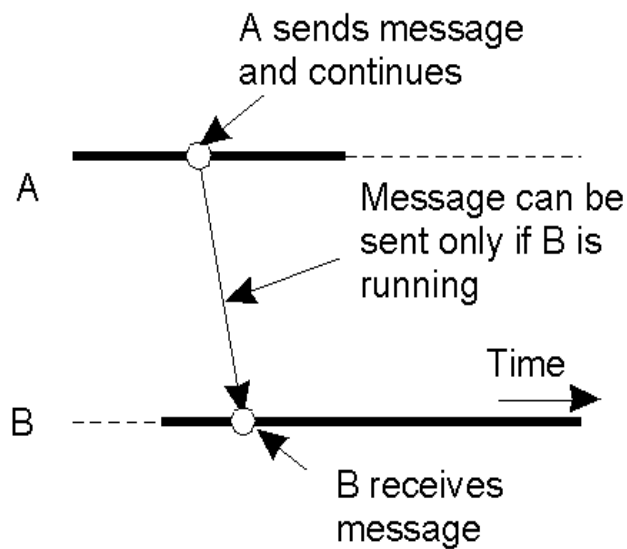 A sends message
and continues
A
Message can be
sent only if B is
running
Time
B
B receives
message